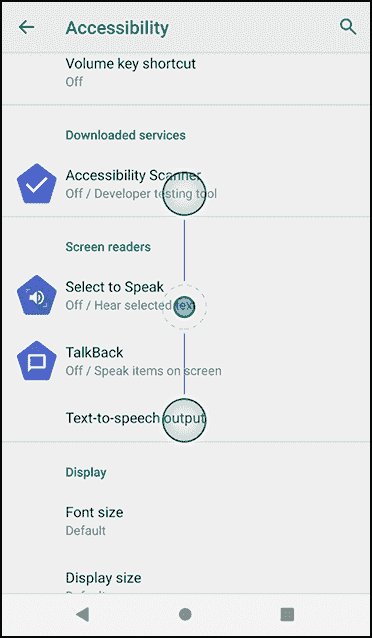 Accessibility
Volume key shortcut
Off
Downloaded services
Accessibility Scanner
Off / Developer testing tool
Screen readers
Select to Speak
Off / Hear selected text
TalkBack
Off / Speak items on screen
Text-to-speech output
Display
Font size
Default
Display size
Default